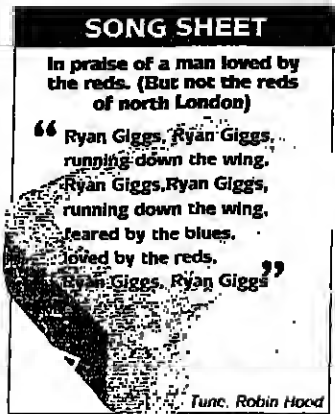 SONG SHEET
In praise of a man loved by
the reds. (But not the reds
of north London)
“ Ryan Giggs, Ryan Giggs,
running down the wing,
Ryan Giggs,Ryan Giggs,
running down the wing,
feared by the blues,
loved by the reds,
Ryan Giggs, Ryan Giggs ”
Tune, Robin Hood